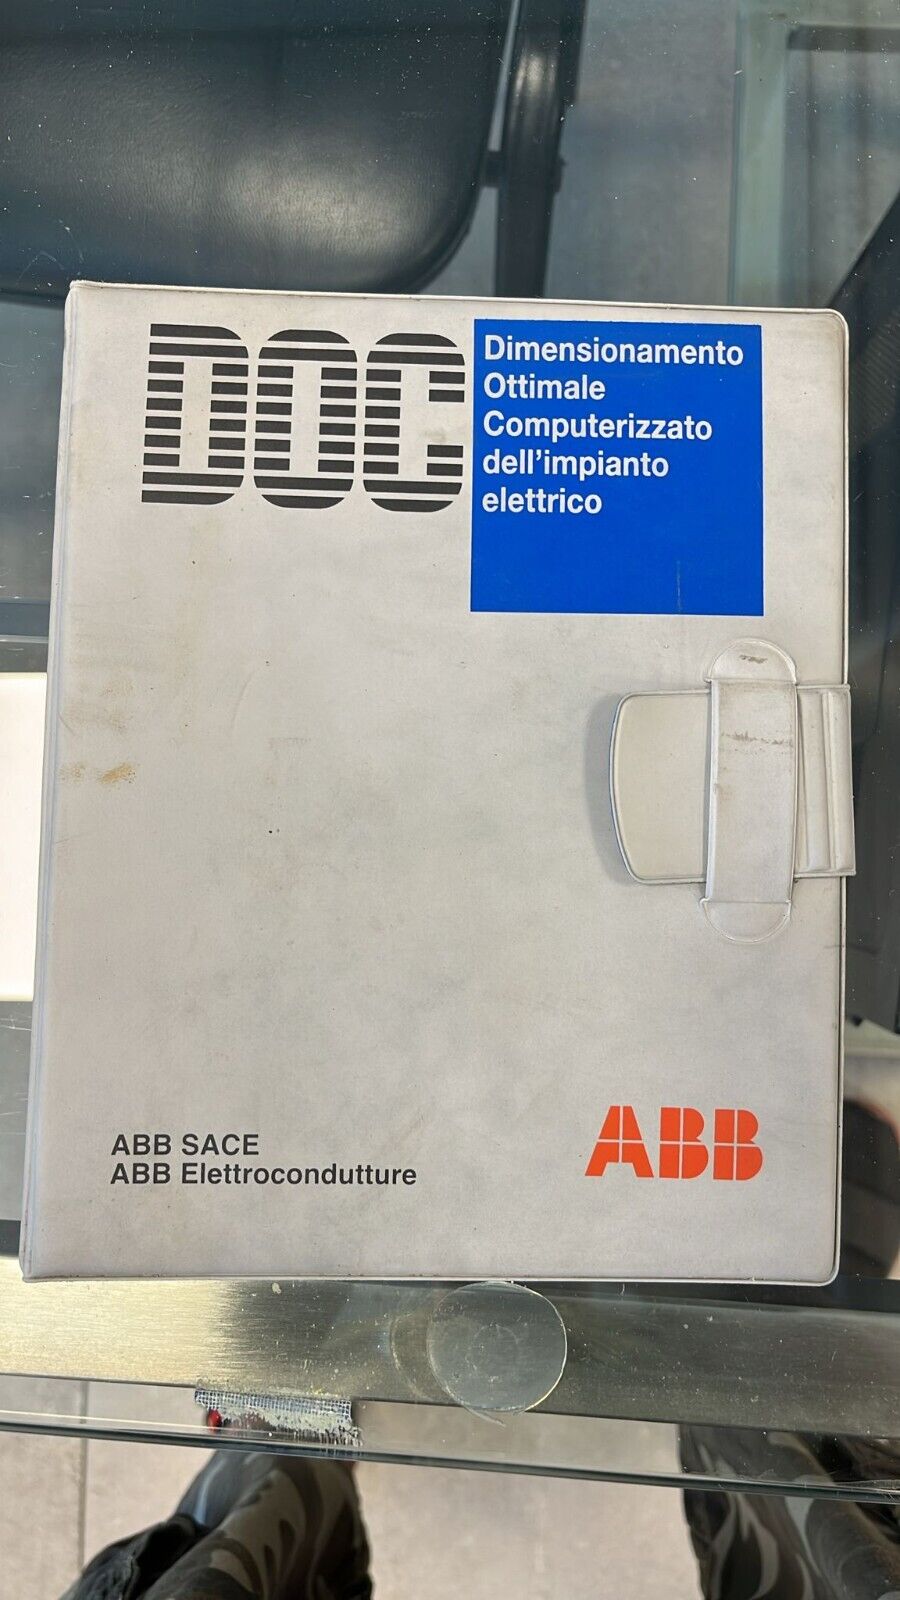 DOC
Dimensionamento
Ottimale
Computerizzato
dell'impianto
elettrico
ABB SACE
ABB Elettrocondutture
ABB